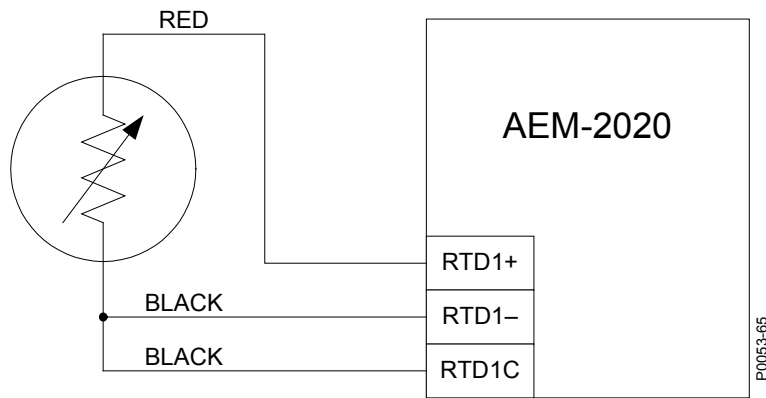 RED
AEM-2020
RTD1+
BLACK
RTD1–
BLACK
RTD1C
P0053-65